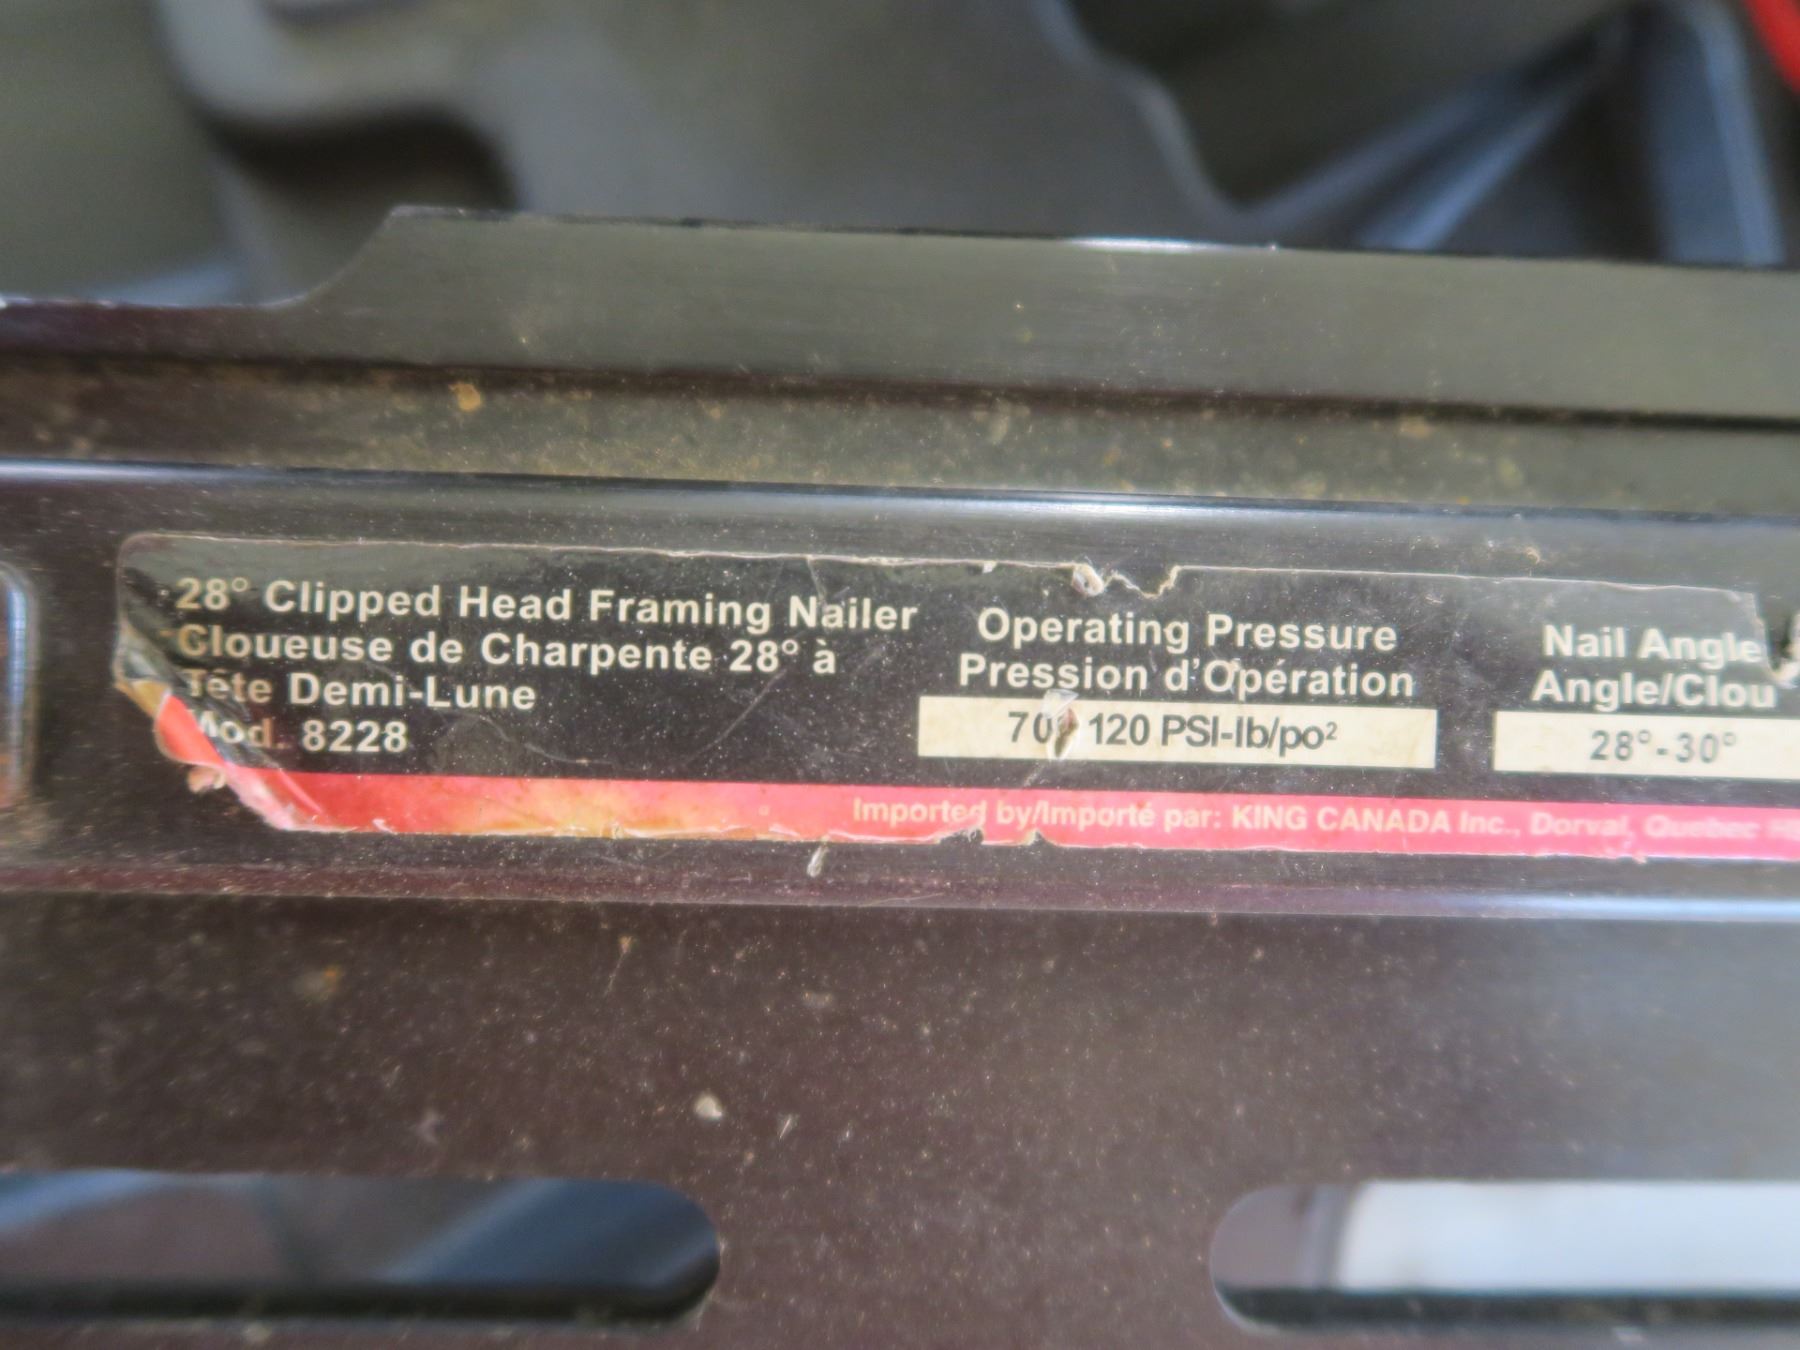 28° Clipped Head Framing Nailer
Cloueuse de Charpente 28° à
Tête Demi-Lune
Mod. 8228
Operating Pressure
Pression d'Opération
70 120 PSI-lb/po²
Nail Angle
Angle/Clou
28°-30°
Imported by/Importé par: KING CANADA Inc., Dorval, Quebec